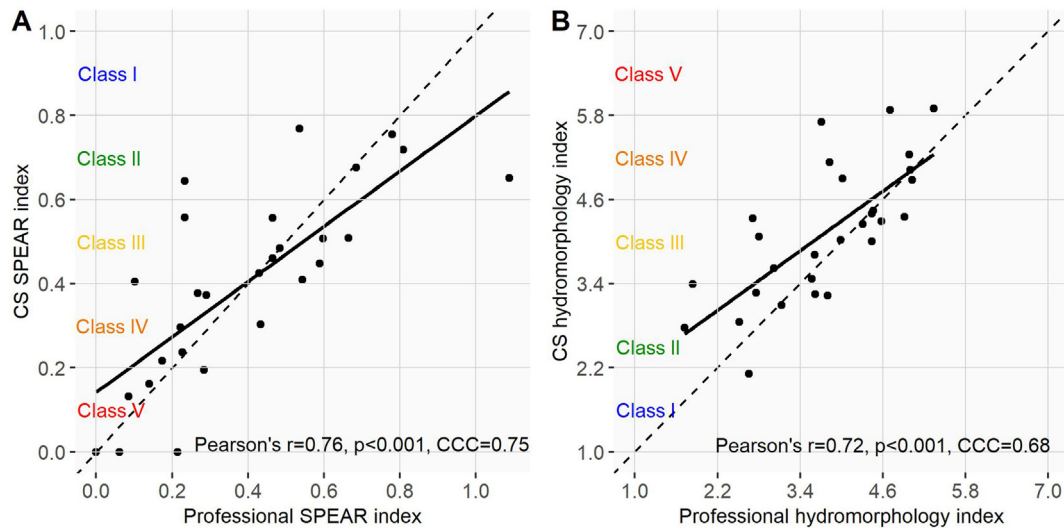 A
CS SPEAR index
1.0
0.8
0.6
0.4
0.2
0.0
Class I
Class II
Class III
Class IV
Class V
Pearson's r=0.76, p<0.001, CCC=0.75
0.0 0.2 0.4 0.6 0.8 1.0
Professional SPEAR index
B
CS hydromorphology index
7.0
5.8
4.6
3.4
2.2
1.0
Class V
Class IV
Class III
Class II
Class I
Pearson's r=0.72, p<0.001, CCC=0.68
1.0 2.2 3.4 4.6 5.8 7.0
Professional hydromorphology index